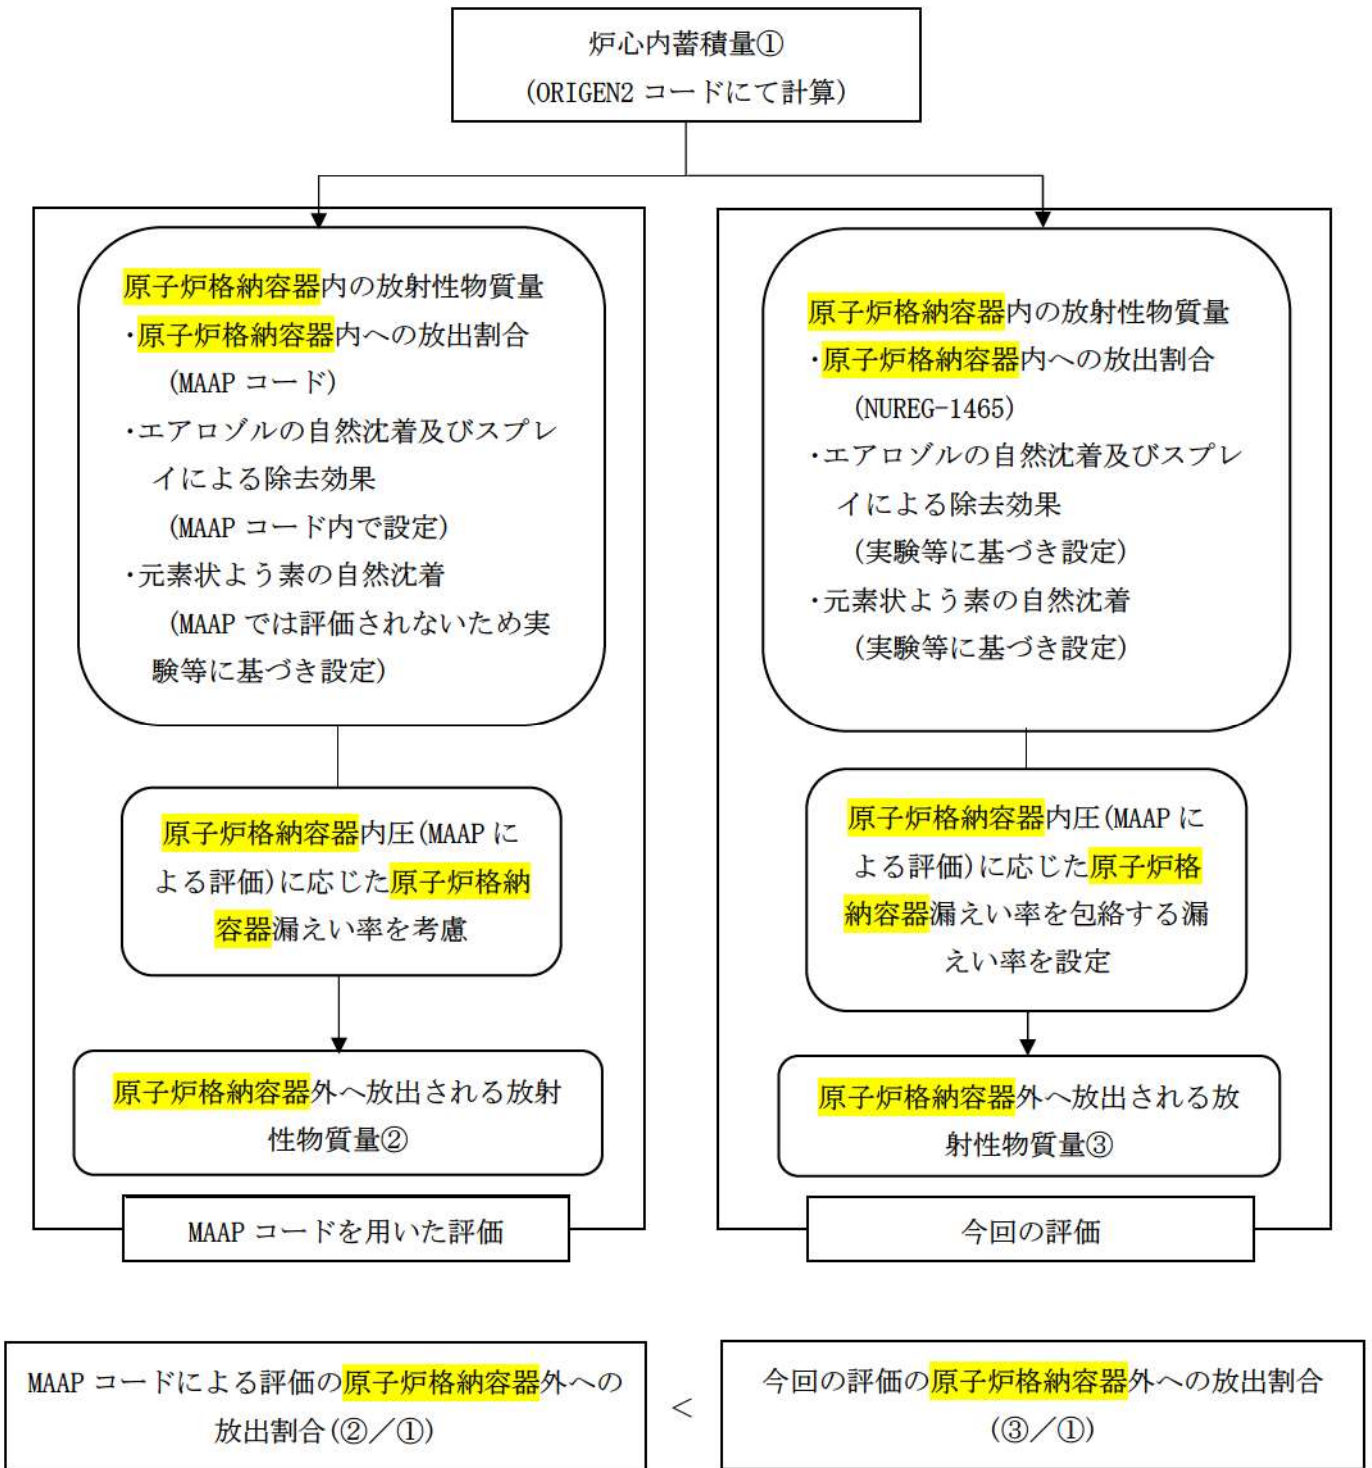 炉心内蓄積量①
(ORIGEN2 コードにて計算)
原子炉格納容器内の放射性物質量
・原子炉格納容器内への放出割合
(MAAP コード)
・エアロゾルの自然沈着及びスプレ
イによる除去効果
(MAAP コード内で設定)
・元素状よう素の自然沈着
(MAAP では評価されないため実
験等に基づき設定)
原子炉格納容器内圧(MAAP に
よる評価)に応じた原子炉格納
容器漏えい率を考慮
原子炉格納容器外へ放出される放射
性物質量②
MAAP コードを用いた評価
原子炉格納容器内の放射性物質量
・原子炉格納容器内への放出割合
(NUREG-1465)
・エアロゾルの自然沈着及びスプレ
イによる除去効果
(実験等に基づき設定)
・元素状よう素の自然沈着
(実験等に基づき設定)
原子炉格納容器内圧(MAAP に
よる評価)に応じた原子炉格
納容器漏えい率を包絡する漏
えい率を設定
原子炉格納容器外へ放出される放
射性物質量③
今回の評価
MAAP コードによる評価の原子炉格納容器外への
放出割合(②／①)
＜
今回の評価の原子炉格納容器外への放出割合
(③／①)